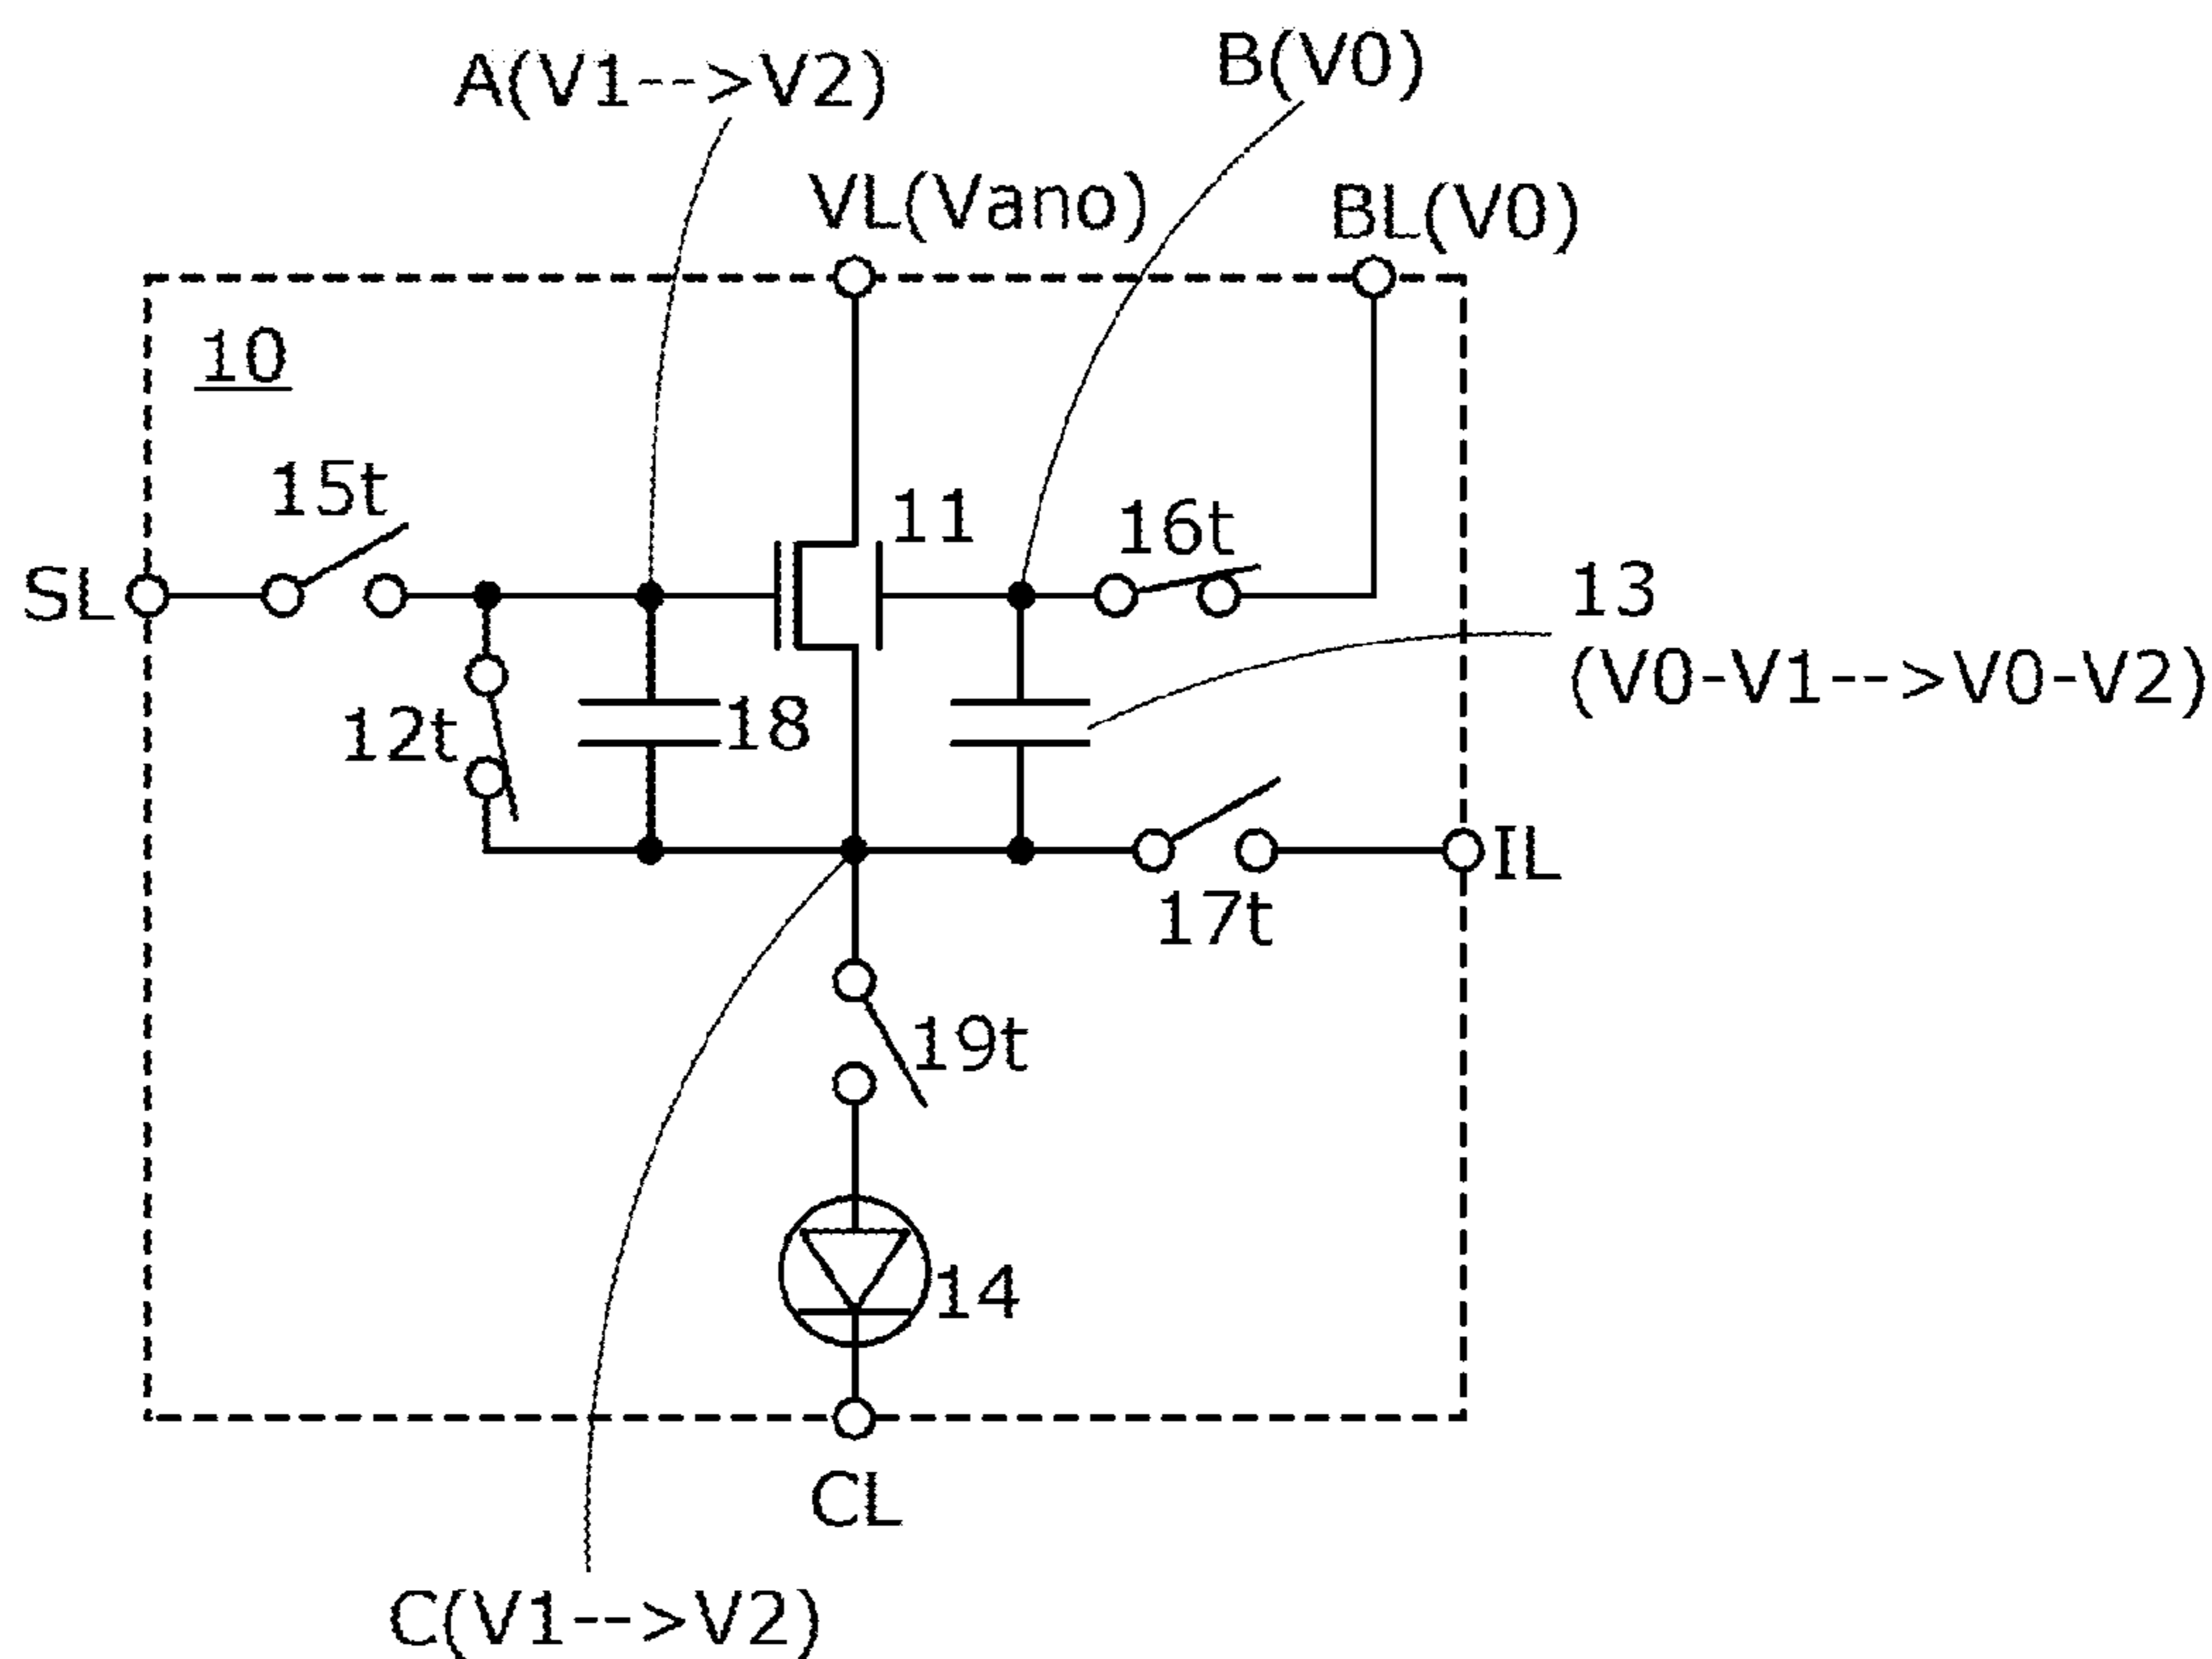 A(V1-->V2)
B(V0)
VL(Vano)
BL(V0)
10
15t
11
16t
SL
13
(V0-V1-->V0-V2)
12t
18
IL
17t
19t
14
CL
C(V1-->V2)